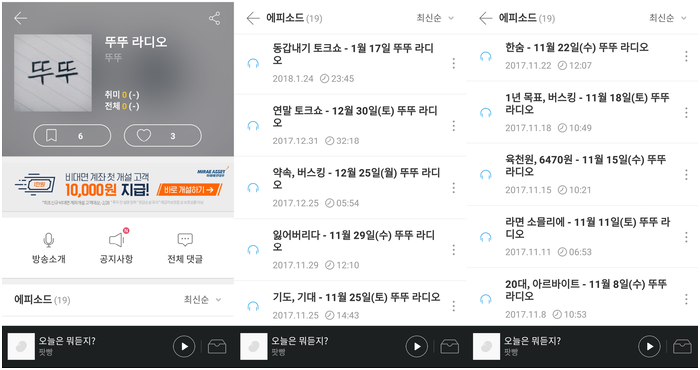 뚜뚜 라디오
뚜뚜
뚜뚜
취미 0 (-)
전체 0 (-)
6
3
비대면 계좌 첫 개설 고객
10,000원 지급!
MIRAE ASSET
미래에셋대우
바로 개설하기
방송소개
N
공지사항
전체 댓글
에피소드 (19)
최신순
오늘은 뭐듣지?
팟빵
에피소드 (19)
최신순
동갑내기 토크쇼 - 1월 17일 뚜뚜 라디
오
2018.1.24 23:45
연말 토크쇼 - 12월 30일(토) 뚜뚜 라디
오
2017.12.31 32:18
약속, 버스킹 - 12월 25일(월) 뚜뚜 라디
오
2017.12.25 05:54
잃어버리다 - 11월 29일(수) 뚜뚜 라디
오
2017.11.29 12:10
기도, 기대 - 11월 25일(토) 뚜뚜 라디오
2017.11.25 14:43
오늘은 뭐듣지?
팟빵
에피소드 (19)
최신순
한숨 - 11월 22일(수) 뚜뚜 라디오
2017.11.22 12:07
1년 목표, 버스킹 - 11월 18일(토) 뚜뚜
라디오
2017.11.18 10:49
육천원, 6470원 - 11월 15일(수) 뚜뚜
라디오
2017.11.15 10:21
라면 소믈리에 - 11월 11일(토) 뚜뚜 라
디오
2017.11.11 06:53
20대, 아르바이트 - 11월 8일(수) 뚜뚜
라디오
2017.11.8 10:53
오늘은 뭐듣지?
팟빵